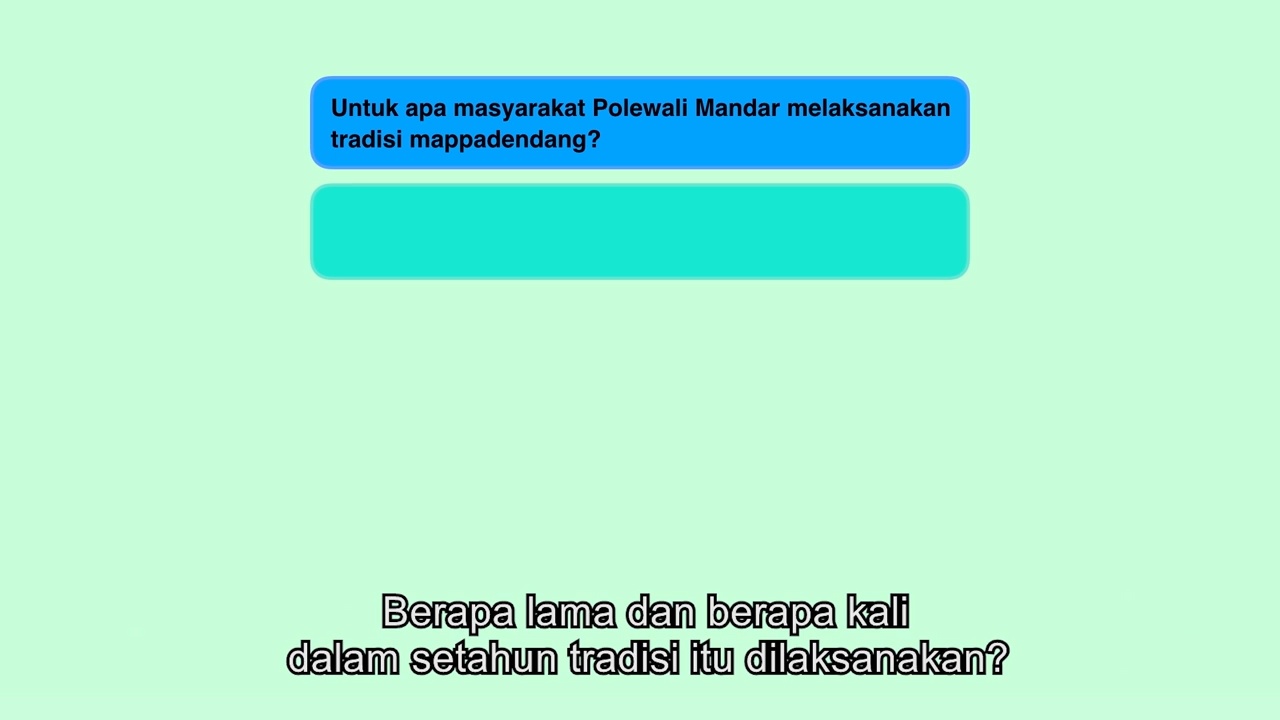 Untuk apa masyarakat Polewali Mandar melaksanakan
tradisi mappadendang?
Berapa lama dan berapa kali
dalam setahun tradisi itu dilaksanakan?